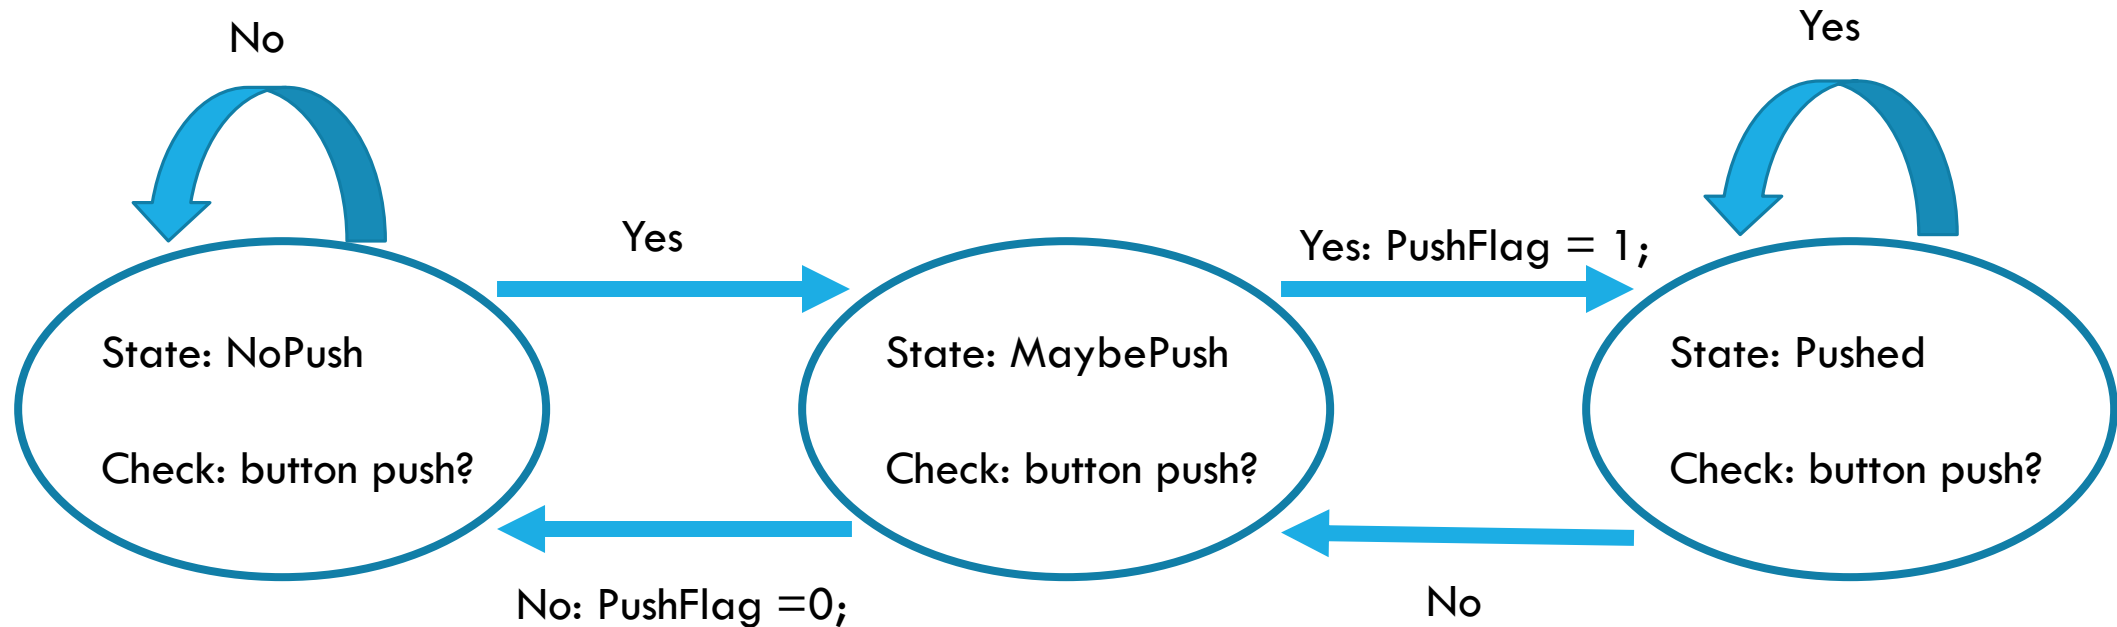 No
Yes
Yes
Yes: PushFlag = 1;
State: NoPush
State: MaybePush
State: Pushed
Check: button push?
Check: button push?
Check: button push?
No: PushFlag =0;
No